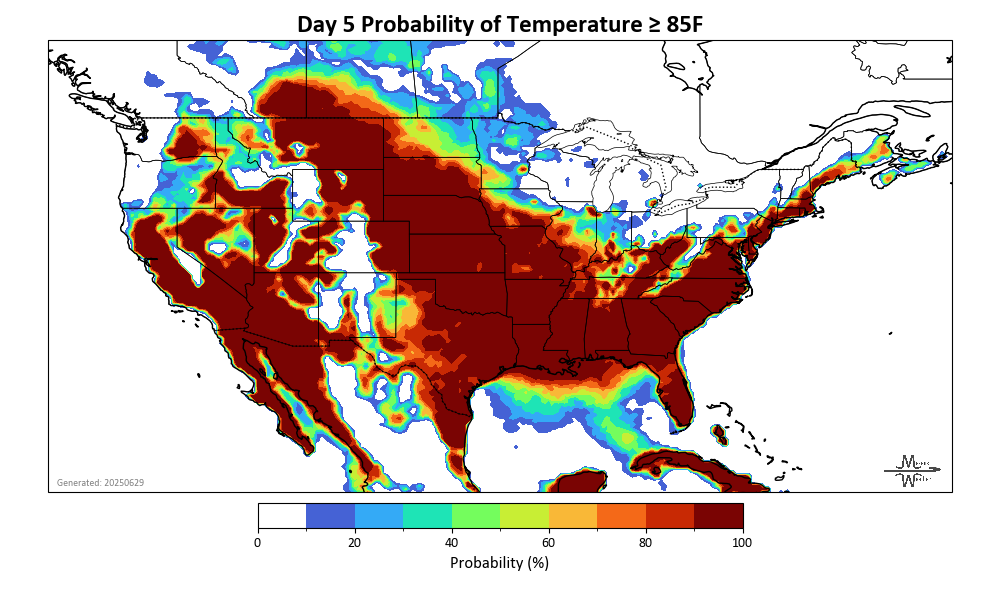 Day 5 Probability of Temperature ≥ 85F
Generated: 20250629
0 20 40 60 80 100
Probability (%)